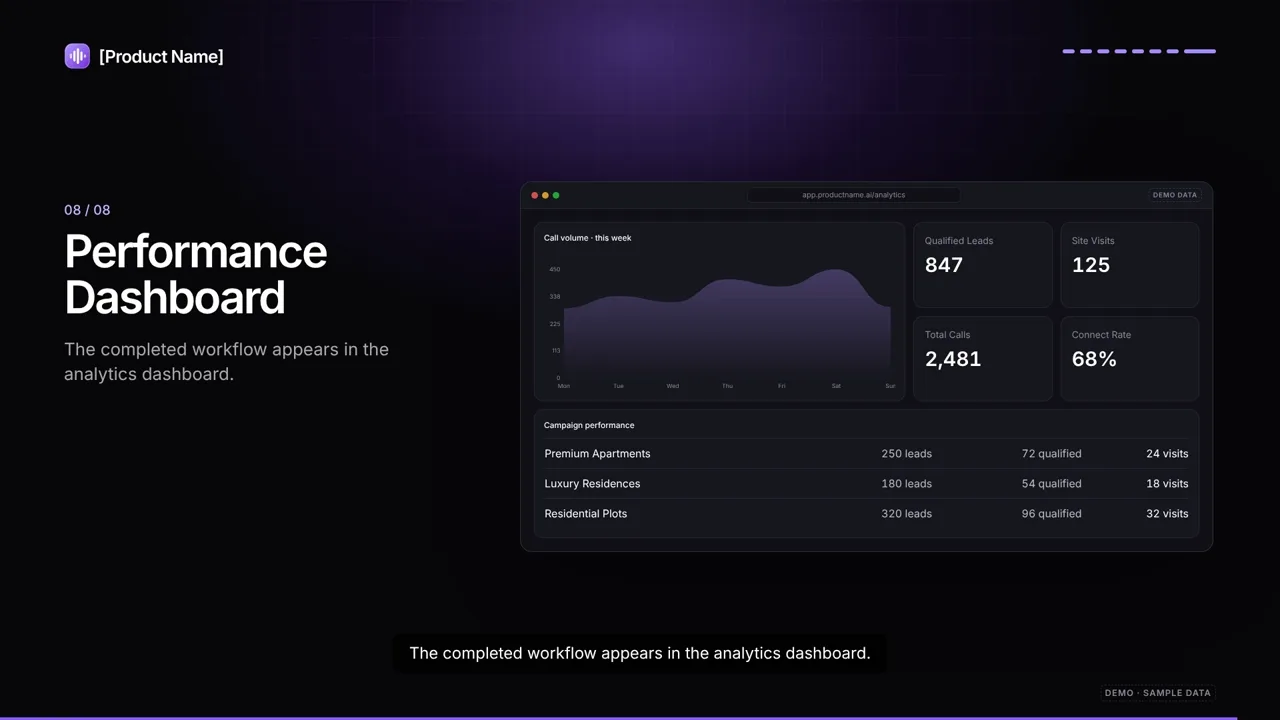 [Product Name]
08 / 08
Performance
Dashboard
The completed workflow appears in the
analytics dashboard.
app.productname.ai/analytics
DEMO DATA
Call volume · this week
450
338
225
113
0
Mon Tue Wed Thu Fri Sat Sun
Qualified Leads
847
Site Visits
125
Total Calls
2,481
Connect Rate
68%
Campaign performance
Premium Apartments 250 leads 72 qualified 24 visits
Luxury Residences 180 leads 54 qualified 18 visits
Residential Plots 320 leads 96 qualified 32 visits
The completed workflow appears in the analytics dashboard.
DEMO · SAMPLE DATA